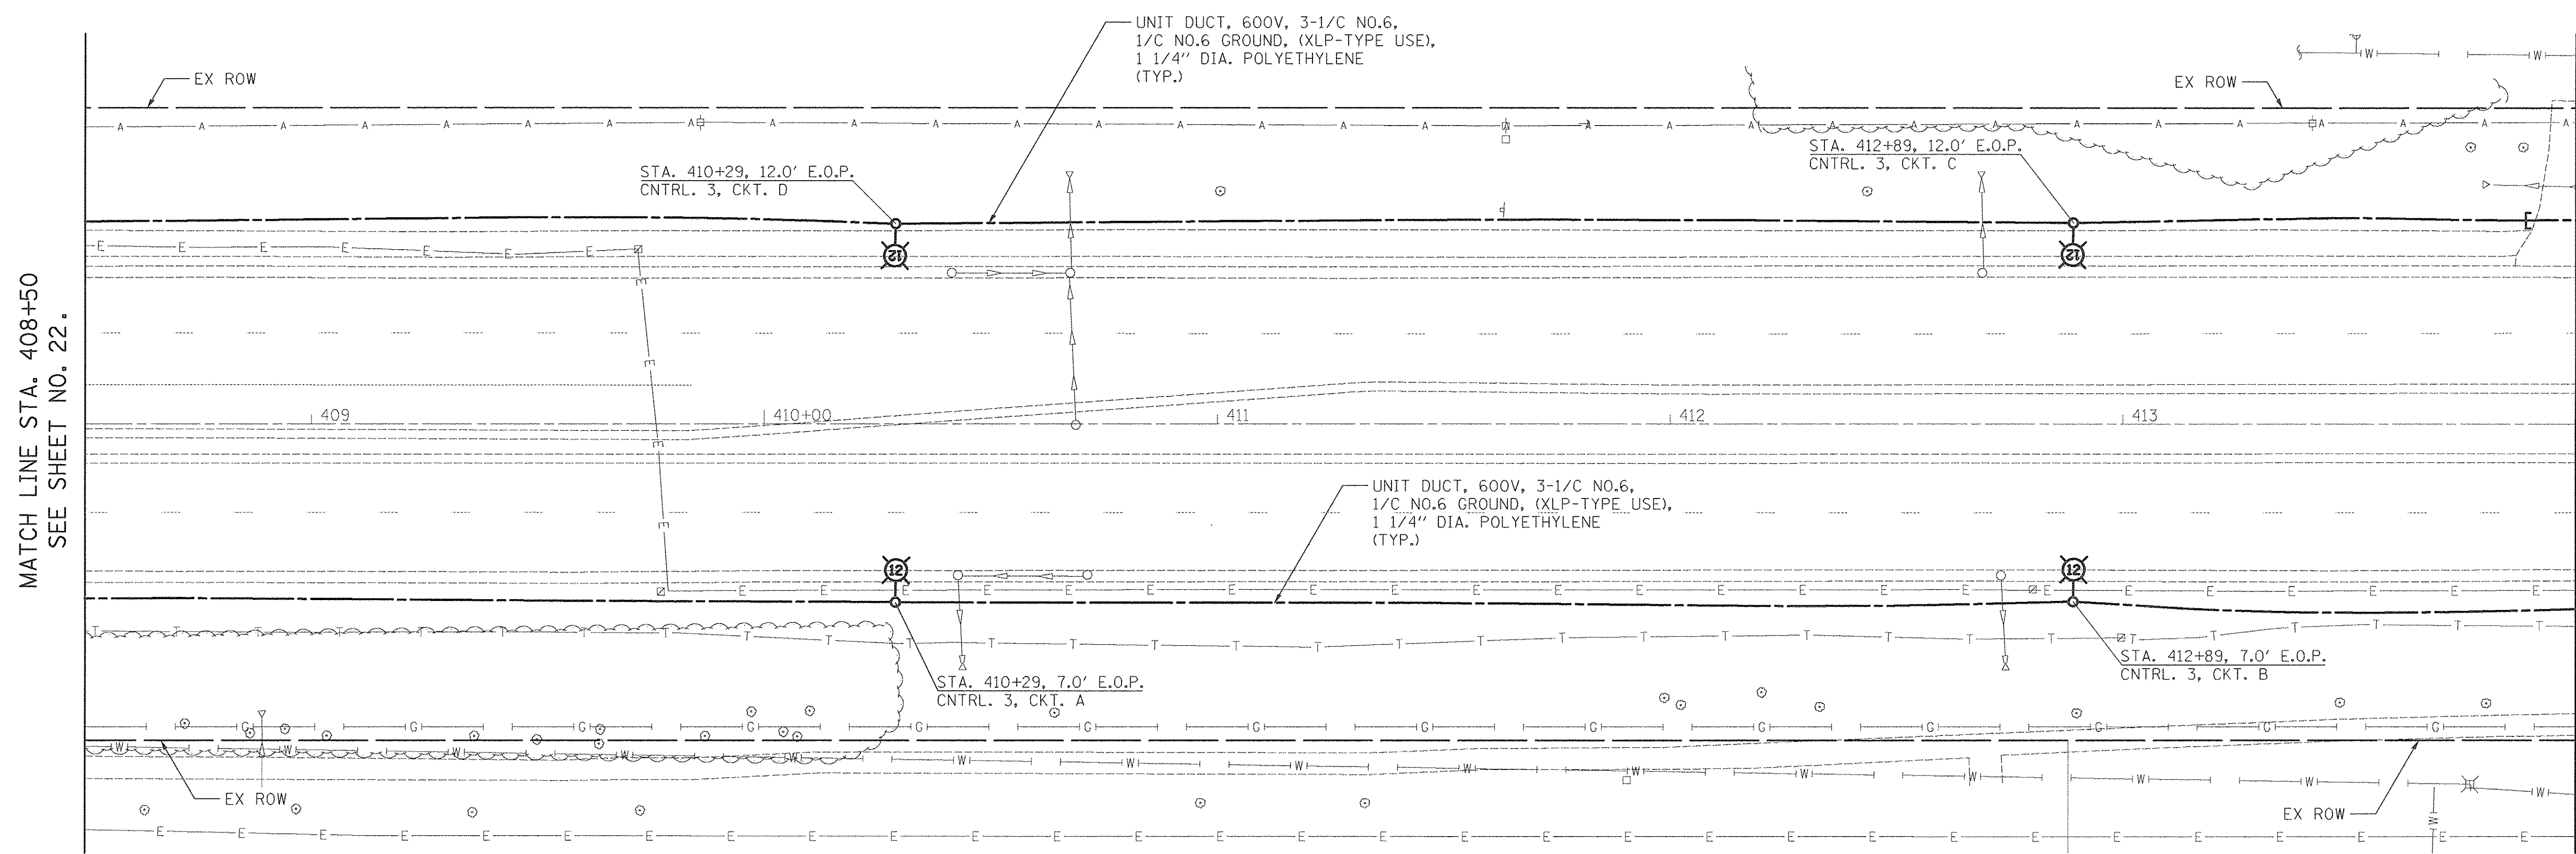 MATCH LINE STA. 408+50
SEE SHEET NO. 22.
UNIT DUCT, 600V, 3-1/C NO.6,
1/C NO.6 GROUND, (XLP-TYPE USE),
1 1/4" DIA. POLYETHYLENE
(TYP.)
EX ROW
EX ROW
W W
A A A A A A A A A A A A A A A A A A A A A A A A A A A A A A
STA. 410+29, 12.0' E.O.P.
CNTRL. 3, CKT. D
STA. 412+89, 12.0' E.O.P.
CNTRL. 3, CKT. C
E E E E E E E
12 12
E E E E
409 410+00 411 412 413
UNIT DUCT, 600V, 3-1/C NO.6,
1/C NO.6 GROUND, (XLP-TYPE USE),
1 1/4" DIA. POLYETHYLENE
(TYP.)
12 12
E E E E E E E E E E E E E E E E E E E E E E E
T T T T T T T T T T T T T T T T T T T T T T T T T T T T T T T
STA. 410+29, 7.0' E.O.P.
CNTRL. 3, CKT. A
STA. 412+89, 7.0' E.O.P.
CNTRL. 3, CKT. B
G G G G G G G G G G G G G G
W W W W W W W W W W W W W W W
EX ROW
EX ROW
W
E E E E E E E E E E E E E E E E E E E E E E E E E E E E E E